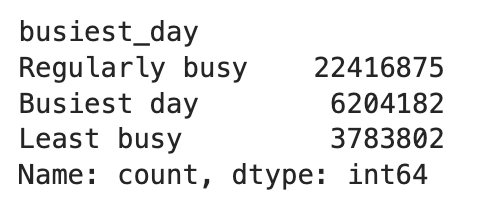 busiest_day
Regularly busy    22416875
Busiest day        6204182
Least busy         3783802
Name: count, dtype: int64